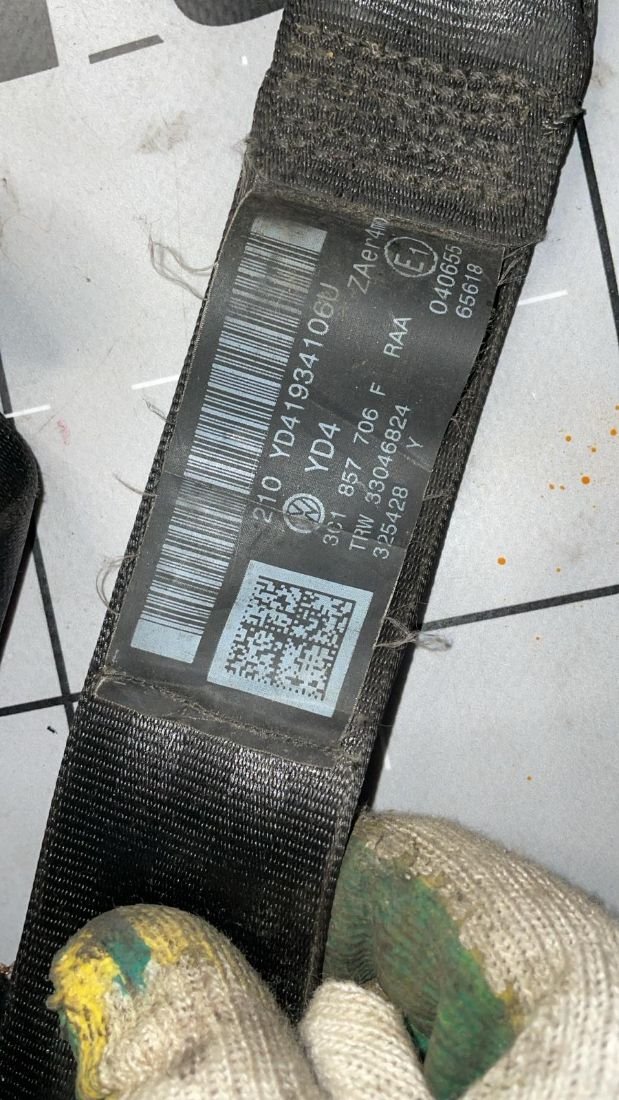 210 YD41934106U
YD4 ZAer4m
3C1 857 706 F RAA E1
TRW 33046824 040655
325428 Y 65618